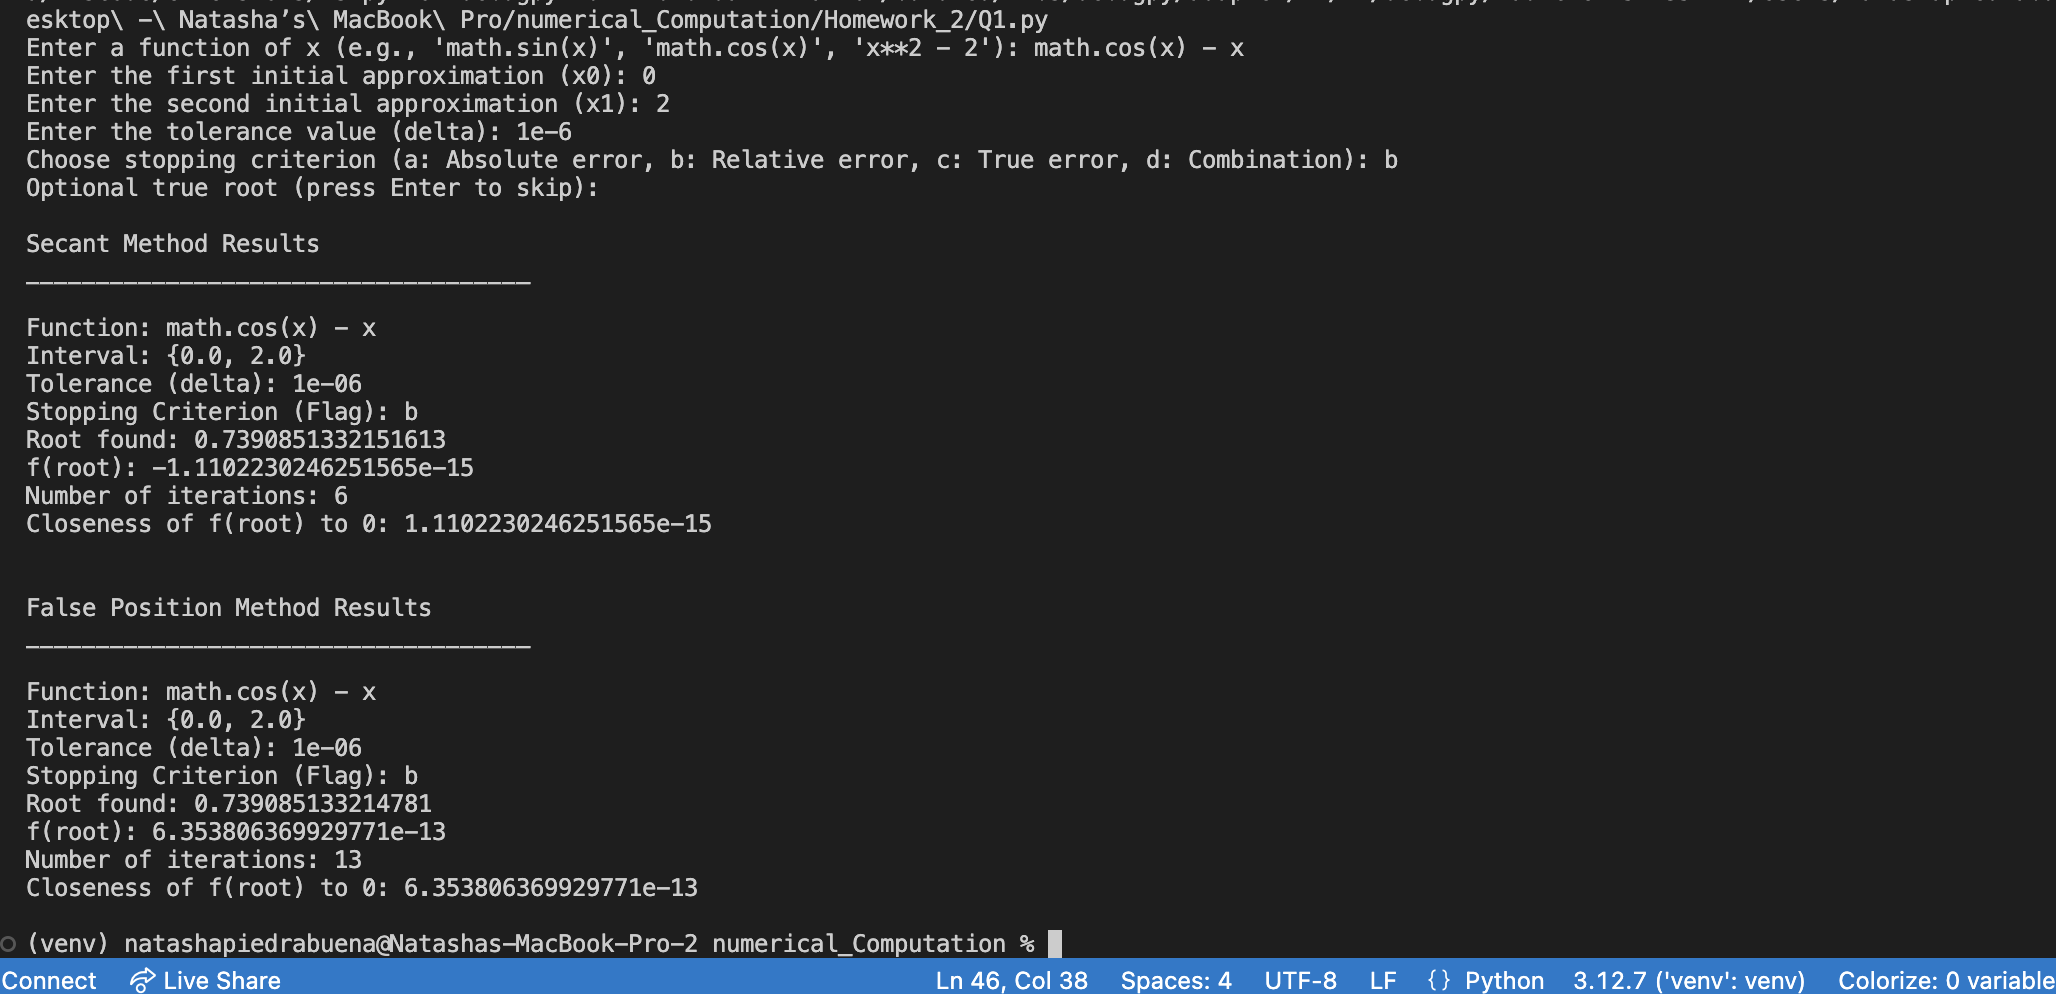 esktop\ -\ Natasha’s\ MacBook\ Pro/numerical_Computation/Homework_2/Q1.py
Enter a function of x (e.g., 'math.sin(x)', 'math.cos(x)', 'x**2 - 2'): math.cos(x) - x
Enter the first initial approximation (x0): 0
Enter the second initial approximation (x1): 2
Enter the tolerance value (delta): 1e-6
Choose stopping criterion (a: Absolute error, b: Relative error, c: True error, d: Combination): b
Optional true root (press Enter to skip):
Secant Method Results
____________________________________
Function: math.cos(x) - x
Interval: {0.0, 2.0}
Tolerance (delta): 1e-06
Stopping Criterion (Flag): b
Root found: 0.7390851332151613
f(root): -1.1102230246251565e-15
Number of iterations: 6
Closeness of f(root) to 0: 1.1102230246251565e-15
False Position Method Results
____________________________________
Function: math.cos(x) - x
Interval: {0.0, 2.0}
Tolerance (delta): 1e-06
Stopping Criterion (Flag): b
Root found: 0.739085133214781
f(root): 6.353806369929771e-13
Number of iterations: 13
Closeness of f(root) to 0: 6.353806369929771e-13
(venv) natashapiedrabuena@Natashas-MacBook-Pro-2 numerical_Computation %
Connect Live Share Ln 46, Col 38 Spaces: 4 UTF-8 LF {} Python 3.12.7 ('venv': venv) Colorize: 0 variable